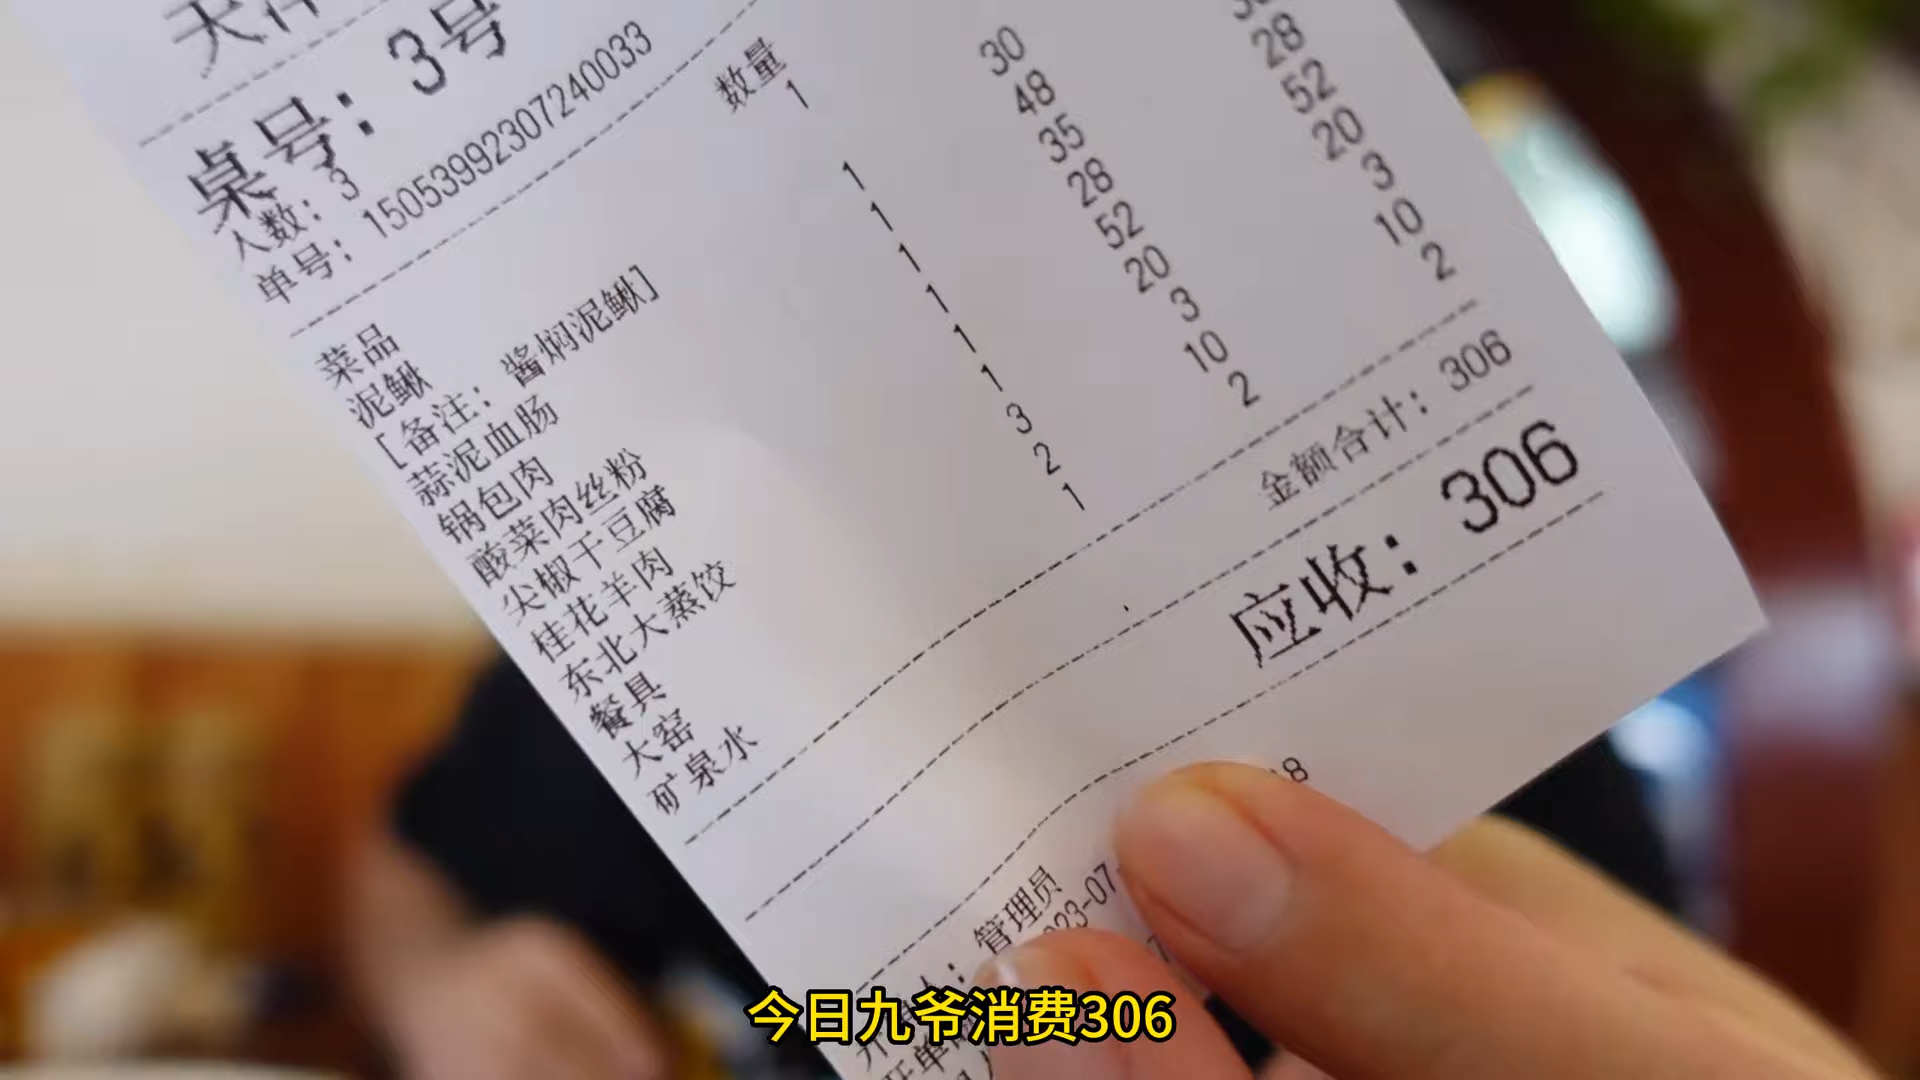 桌号：3号
人数：3
单号：1505399230724​0033
菜品 数量
泥鳅 1
[备注：酱焖泥鳅]
蒜泥血肠 1 30
锅包肉 1 48
酸菜肉丝粉 1 35
尖椒干豆腐 1 28 28
桂花羊肉 1 52 52
东北大蒸饺 1 20 20
餐具 3 3 3
大窑 2 10 10
矿泉水 1 2 2
金额合计：306
应收：306
管理员
今日九爷消费306